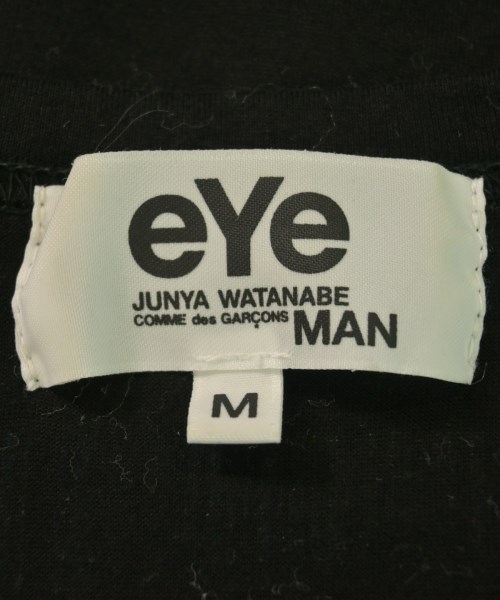 eYe
JUNYA WATANABE
COMME des GARÇONS MAN
M